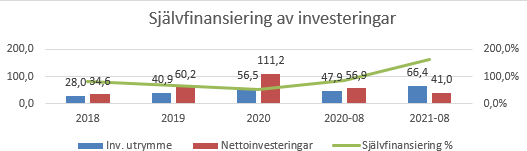 Självfinansiering av investeringar
200,0 200,0%
100,0 100,0%
0,0 0,0%
28,0 34,6 40,9 60,2 56,5 111,2 47,9 56,9 66,4 41,0
2018 2019 2020 2020-08 2021-08
Inv. utrymme Nettoinvesteringar Självfinansiering %